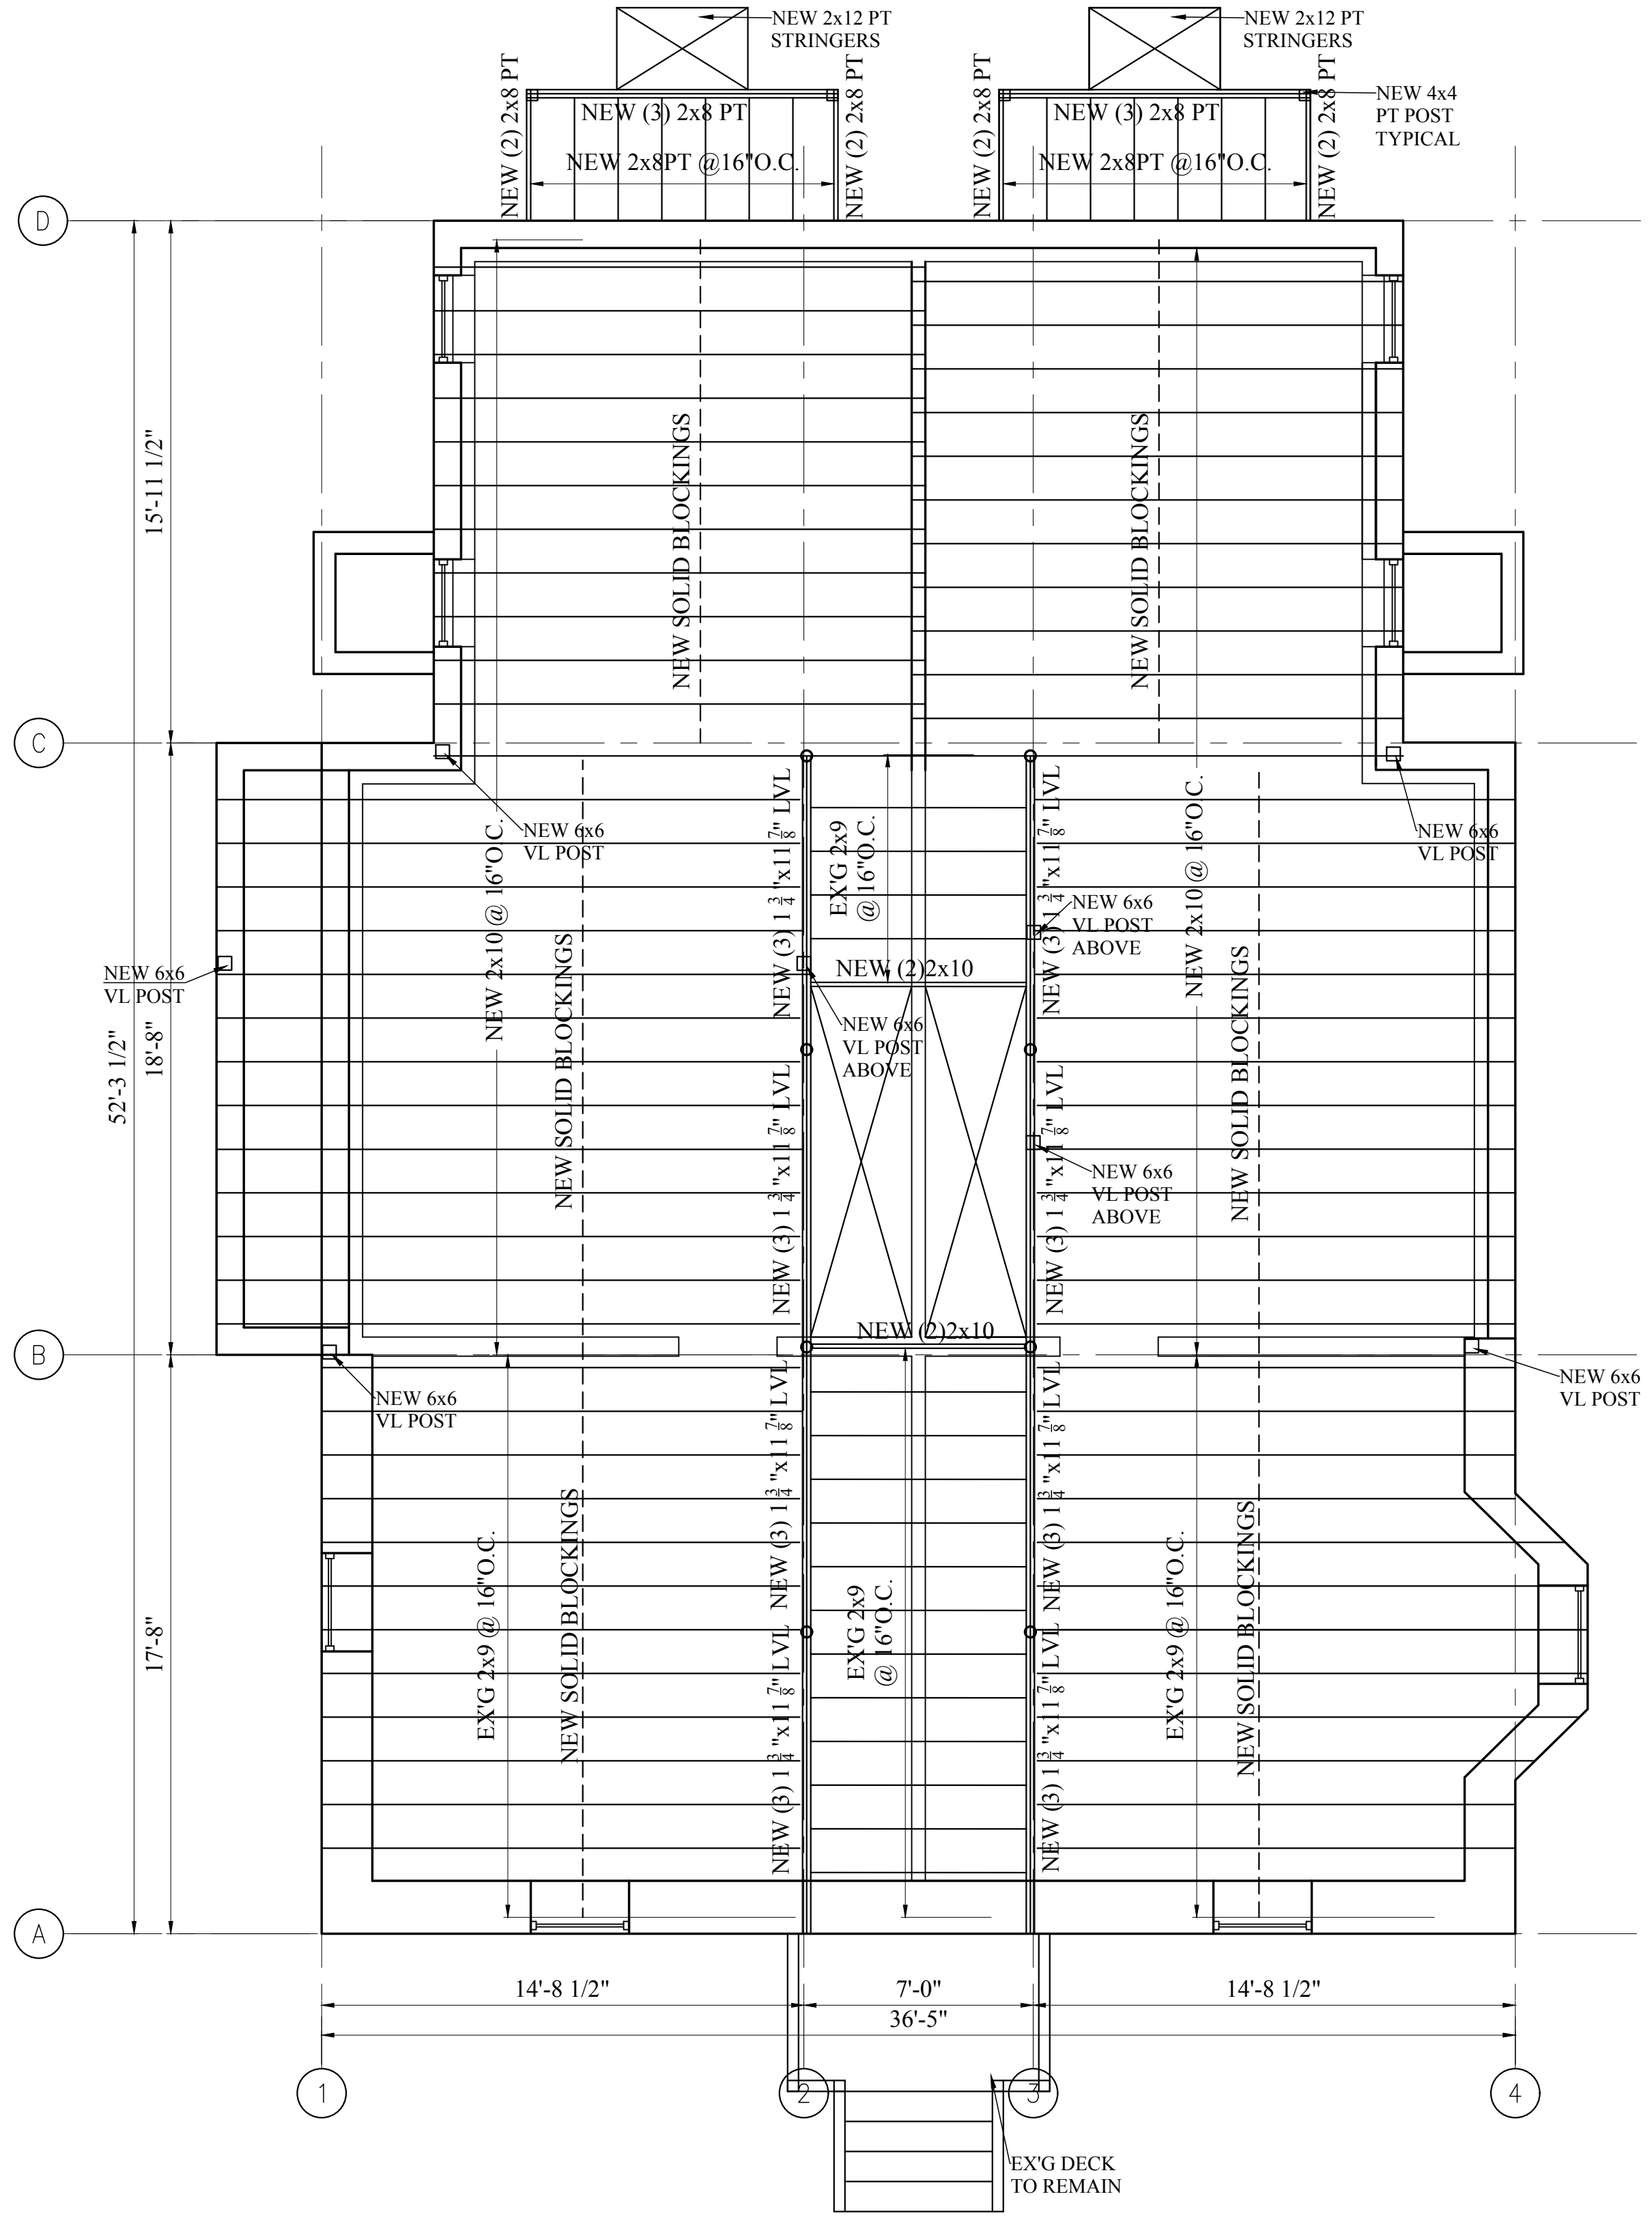 NEW 2x12 PT
STRINGERS
NEW 2x12 PT
STRINGERS
NEW (2) 2x8 PT
NEW (3) 2x8 PT
NEW 2x8PT @16"O.C.
NEW (2) 2x8 PT
NEW (2) 2x8 PT
NEW (3) 2x8 PT
NEW 2x8PT @16"O.C.
NEW (2) 2x8 PT
NEW 4x4
PT POST
TYPICAL
D
15'-11 1/2"
NEW SOLID BLOCKINGS
NEW SOLID BLOCKINGS
C
NEW 6x6
VL POST
NEW 6x6
VL POST
NEW 2x10@ 16"O.C.
NEW (3) 1 3/4"x11 7/8" LVL
EX'G 2x9
@ 16"O.C.
NEW (3) 1 3/4"x11 7/8" LVL
NEW 6x6
VL POST
ABOVE
NEW 2x10@ 16"O.C.
NEW 6x6
VL POST
NEW (2)2x10
NEW SOLID BLOCKINGS
NEW SOLID BLOCKINGS
52'-3 1/2"
18'-8"
NEW 6x6
VL POST
ABOVE
NEW (3) 1 3/4"x11 7/8" LVL
NEW (3) 1 3/4"x11 7/8" LVL
NEW 6x6
VL POST
ABOVE
NEW (2)2x10
B
NEW 6x6
VL POST
NEW 6x6
VL POST
NEW (3) 1 3/4"x11 7/8" LVL
NEW (3) 1 3/4"x11 7/8" LVL
17'-8"
EX'G 2x9@ 16"O.C.
NEW SOLID BLOCKINGS
EX'G 2x9
@ 16"O.C.
EX'G 2x9@ 16"O.C.
NEW SOLID BLOCKINGS
NEW (3) 1 3/4"x11 7/8" LVL
NEW (3) 1 3/4"x11 7/8" LVL
A
14'-8 1/2"
7'-0"
14'-8 1/2"
36'-5"
1
2
3
4
EX'G DECK
TO REMAIN